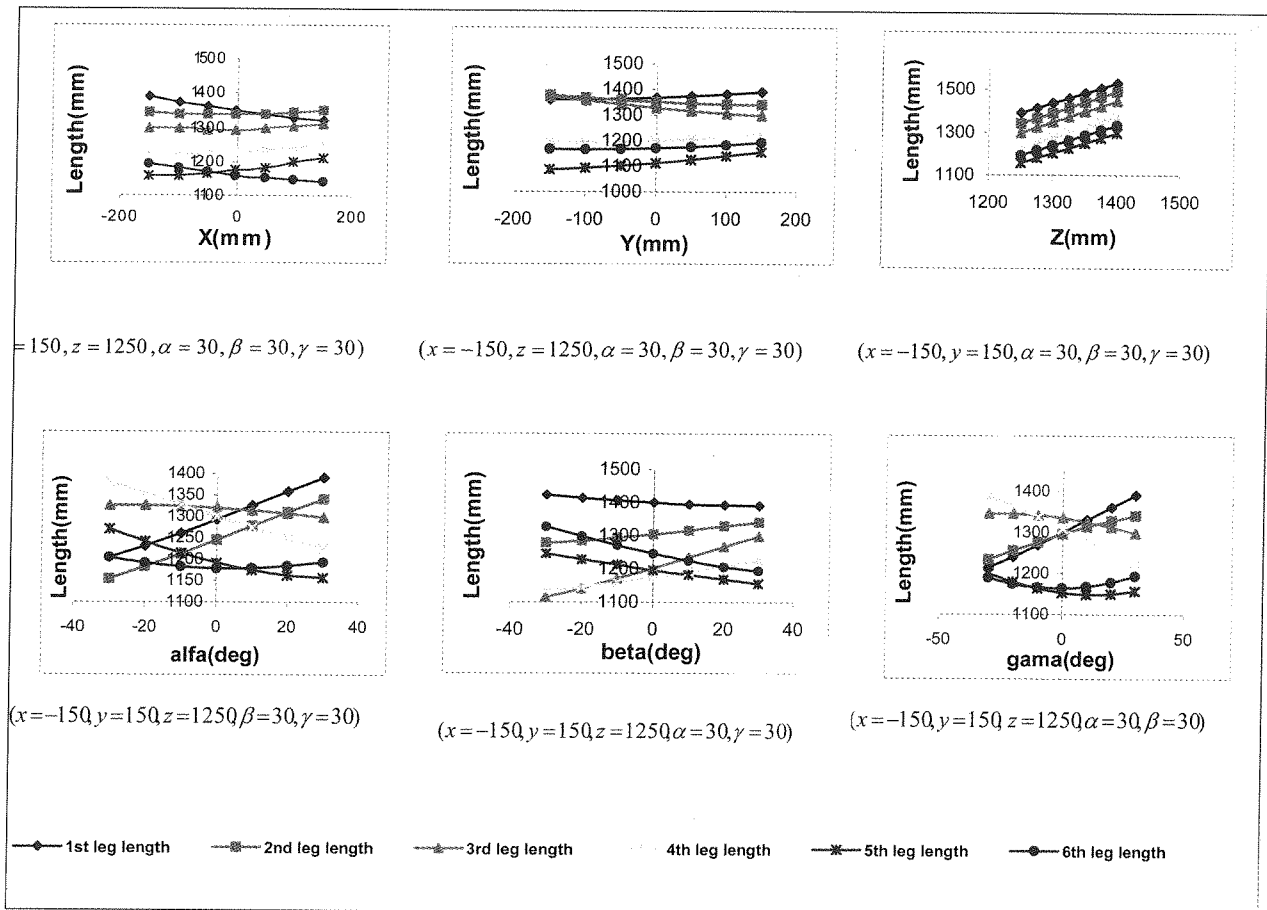 1500
1400
1300
1200
1100
-200
0
200
Length(mm)
X(mm)
1500
1400
1300
1200
1100
1000
-200
-100
0
100
200
Length(mm)
Y(mm)
1500
1300
1100
1200
1300
1400
1500
Length(mm)
Z(mm)
=150, z = 1250, α = 30, β = 30, γ = 30)
(x = −150, z = 1250, α = 30, β = 30, γ = 30)
(x = −150, y = 150, α = 30, β = 30, γ = 30)
1400
1350
1300
1250
1200
1150
1100
-40
-20
0
20
40
Length(mm)
alfa(deg)
1500
1400
1300
1200
1100
-40
-20
0
20
40
Length(mm)
beta(deg)
1400
1300
1200
1100
-50
0
50
Length(mm)
gama(deg)
(x = −150, y = 150, z = 1250, β = 30, γ = 30)
(x = −150, y = 150, z = 1250, α = 30, γ = 30)
(x = −150, y = 150, z = 1250, α = 30, β = 30)
1st leg length
2nd leg length
3rd leg length
4th leg length
5th leg length
6th leg length